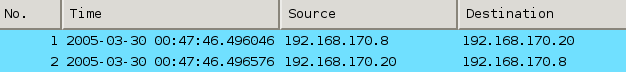 No. Time Source Destination
1 2005-03-30 00:47:46.496046 192.168.170.8 192.168.170.20
2 2005-03-30 00:47:46.496576 192.168.170.20 192.168.170.8